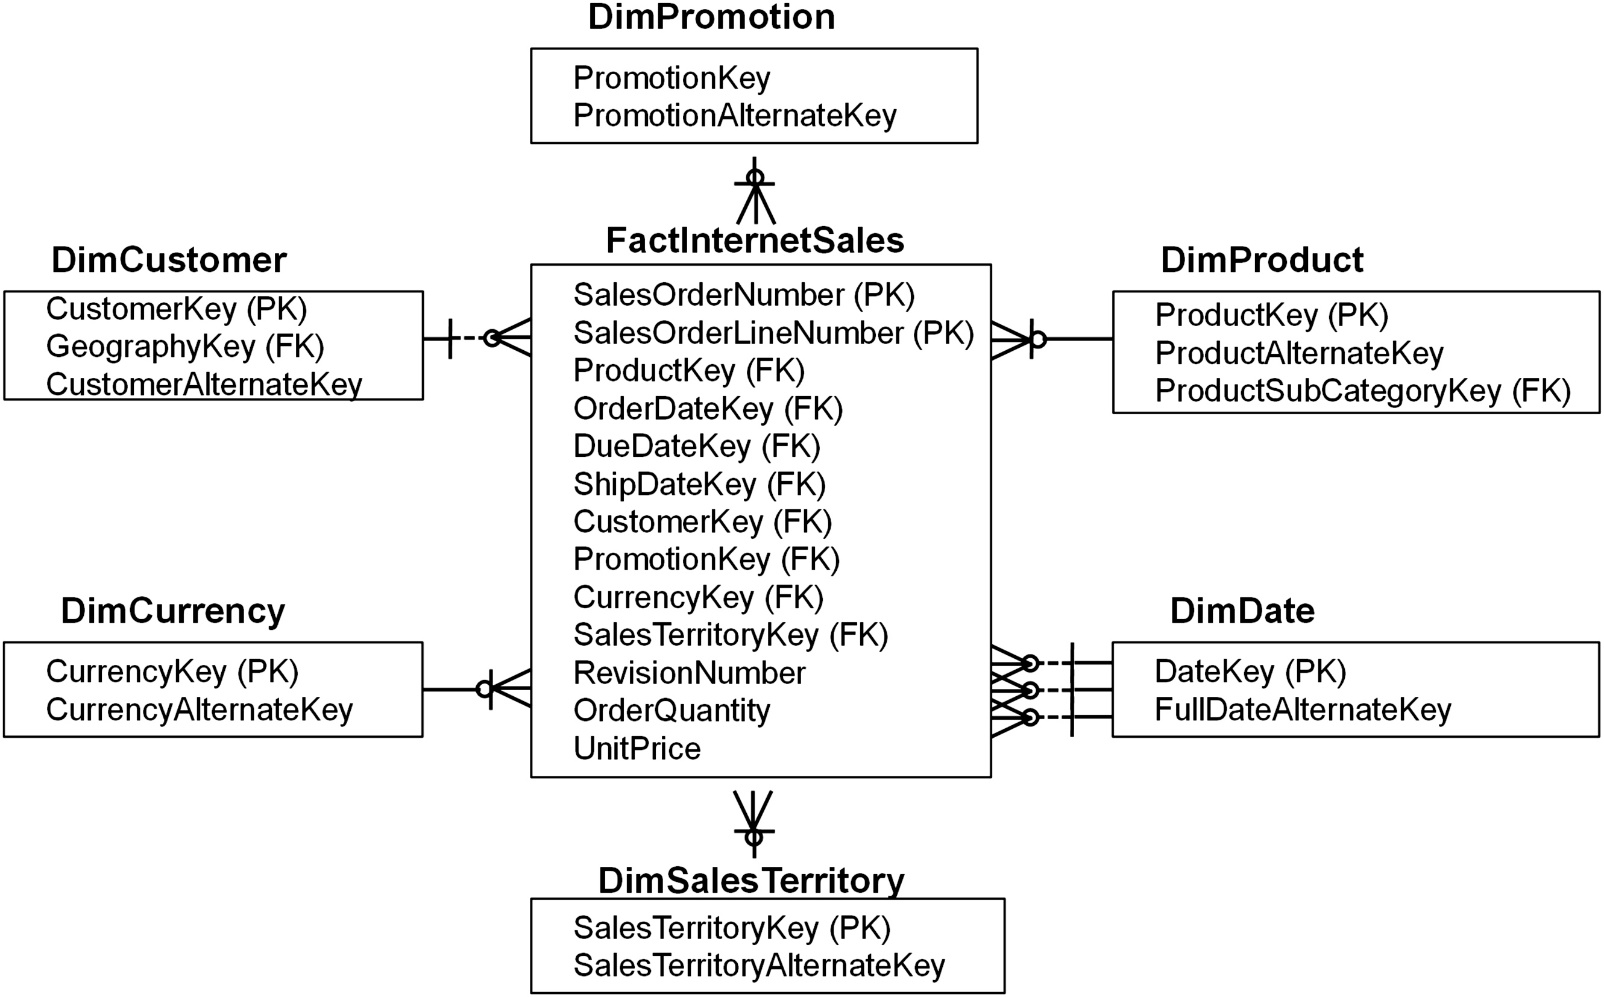 DimPromotion
PromotionKey
PromotionAlternateKey
DimCustomer
CustomerKey (PK)
GeographyKey (FK)
CustomerAlternateKey
FactInternetSales
SalesOrderNumber (PK)
SalesOrderLineNumber (PK)
ProductKey (FK)
OrderDateKey (FK)
DueDateKey (FK)
ShipDateKey (FK)
CustomerKey (FK)
PromotionKey (FK)
CurrencyKey (FK)
SalesTerritoryKey (FK)
RevisionNumber
OrderQuantity
UnitPrice
DimProduct
ProductKey (PK)
ProductAlternateKey
ProductSubCategoryKey (FK)
DimCurrency
CurrencyKey (PK)
CurrencyAlternateKey
DimDate
DateKey (PK)
FullDateAlternateKey
DimSalesTerritory
SalesTerritoryKey (PK)
SalesTerritoryAlternateKey